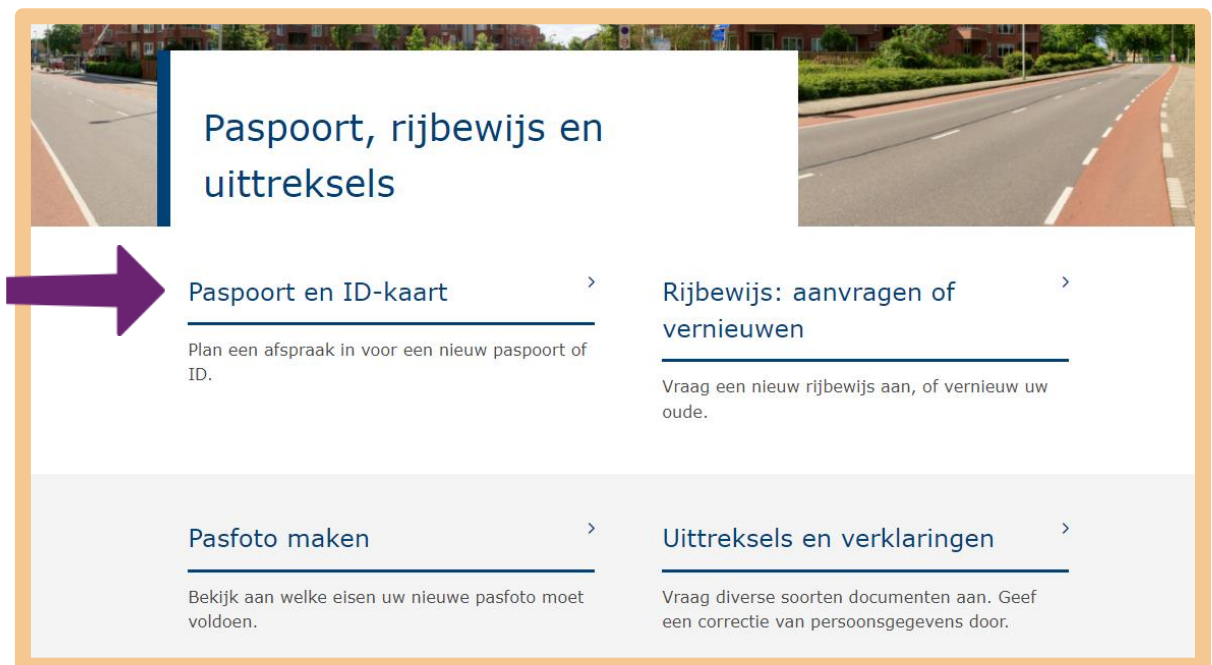 Paspoort, rijbewijs en
uittreksels
Paspoort en ID-kaart
Plan een afspraak in voor een nieuw paspoort of
ID.
Rijbewijs: aanvragen of
vernieuwen
Vraag een nieuw rijbewijs aan, of vernieuw uw
oude.
Pasfoto maken
Bekijk aan welke eisen uw nieuwe pasfoto moet
voldoen.
Uittreksels en verklaringen
Vraag diverse soorten documenten aan. Geef
een correctie van persoonsgegevens door.